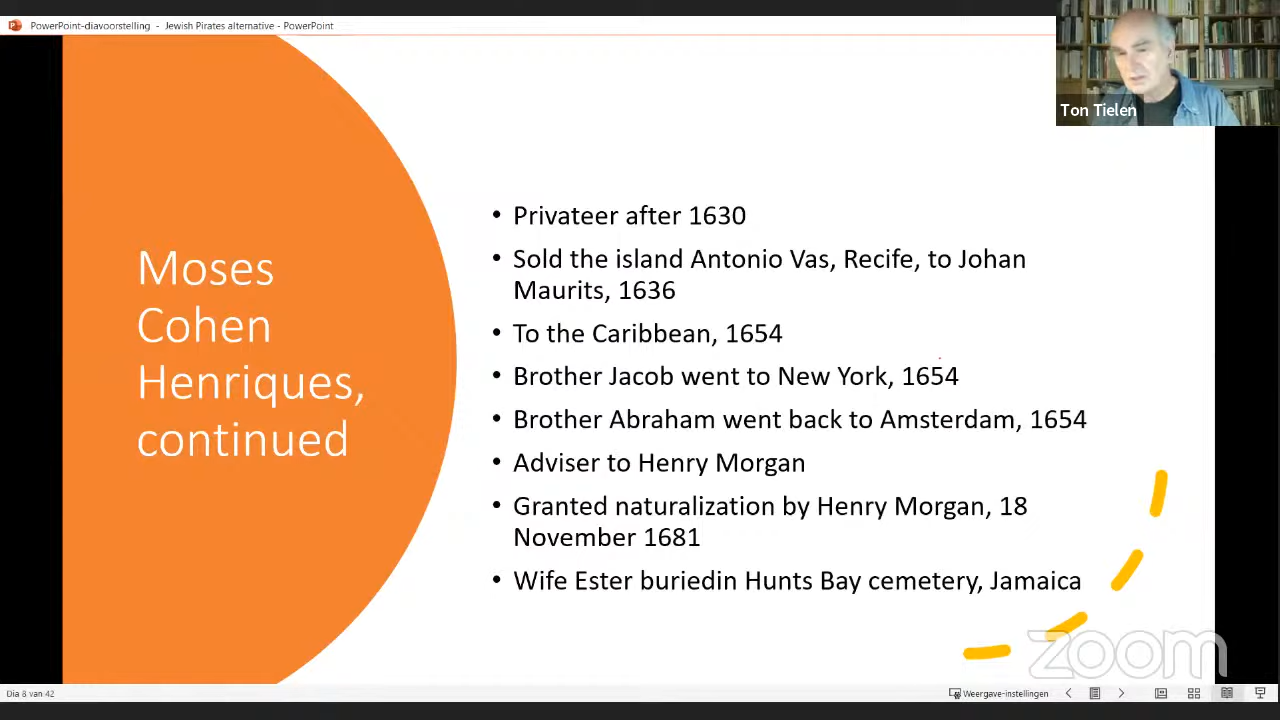 PowerPoint-diavoorstelling - Jewish Pirates alternative - PowerPoint
Ton Tielen
Moses
Cohen
Henriques,
continued
• Privateer after 1630
• Sold the island Antonio Vas, Recife, to Johan
Maurits, 1636
• To the Caribbean, 1654
• Brother Jacob went to New York, 1654
• Brother Abraham went back to Amsterdam, 1654
• Adviser to Henry Morgan
• Granted naturalization by Henry Morgan, 18
November 1681
• Wife Ester buriedin Hunts Bay cemetery, Jamaica
zoom
Dia 8 van 42
Weergave-instellingen